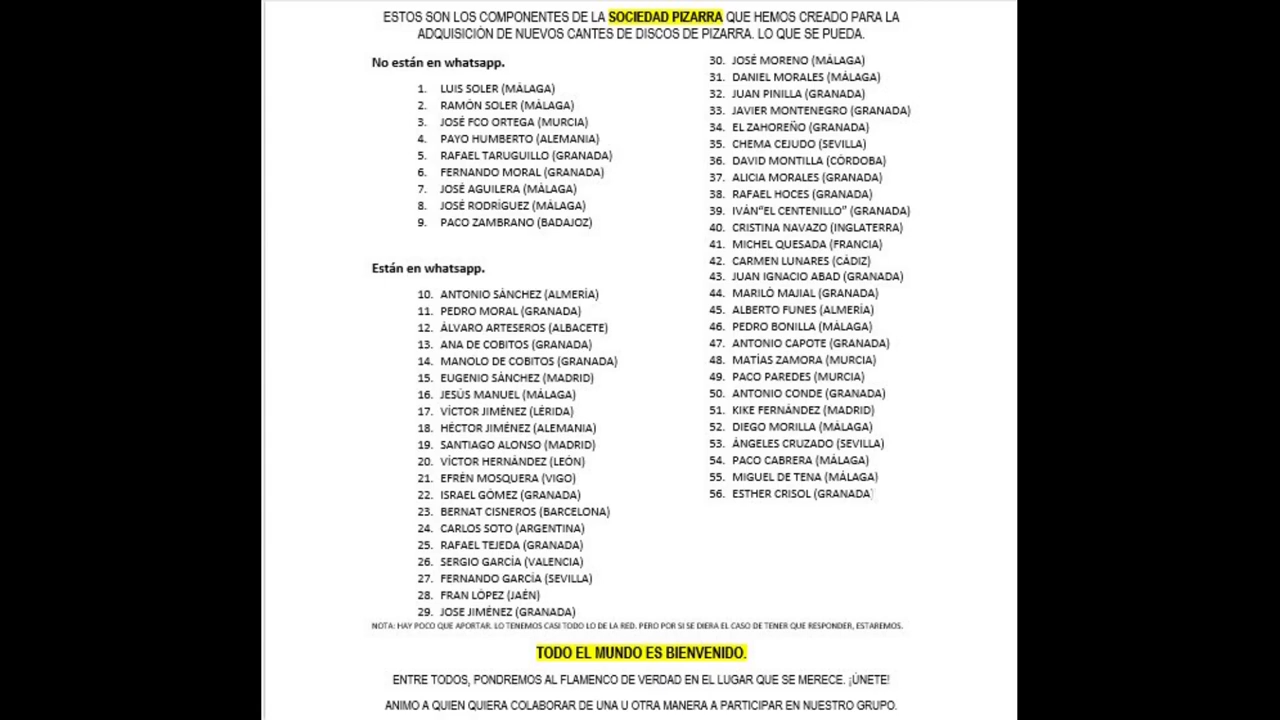 ESTOS SON LOS COMPONENTES DE LA SOCIEDAD PIZARRA QUE HEMOS CREADO PARA LA
ADQUISICIÓN DE NUEVOS CANTES DE DISCOS DE PIZARRA. LO QUE SE PUEDA.
No están en whatsapp.
1. LUIS SOLER (MÁLAGA)
2. RAMÓN SOLER (MÁLAGA)
3. JOSÉ FCO ORTEGA (MURCIA)
4. PAYO HUMBERTO (ALEMANIA)
5. RAFAEL TARUGUILLO (GRANADA)
6. FERNANDO MORAL (GRANADA)
7. JOSÉ AGUILERA (MÁLAGA)
8. JOSÉ RODRÍGUEZ (MÁLAGA)
9. PACO ZAMBRANO (BADAJOZ)
Están en whatsapp.
10. ANTONIO SÁNCHEZ (ALMERÍA)
11. PEDRO MORAL (GRANADA)
12. ÁLVARO ARTESEROS (ALBACETE)
13. ANA DE COBITOS (GRANADA)
14. MANOLO DE COBITOS (GRANADA)
15. EUGENIO SÁNCHEZ (MADRID)
16. JESÚS MANUEL (MÁLAGA)
17. VÍCTOR JIMÉNEZ (LÉRIDA)
18. HÉCTOR JIMÉNEZ (ALEMANIA)
19. SANTIAGO ALONSO (MADRID)
20. VÍCTOR HERNÁNDEZ (LEÓN)
21. EFRÉN MOSQUERA (VIGO)
22. ISRAEL GÓMEZ (GRANADA)
23. BERNAT CISNEROS (BARCELONA)
24. CARLOS SOTO (ARGENTINA)
25. RAFAEL TEJEDA (GRANADA)
26. SERGIO GARCÍA (VALENCIA)
27. FERNANDO GARCÍA (SEVILLA)
28. FRAN LÓPEZ (JAÉN)
29. JOSE JIMÉNEZ (GRANADA)
30. JOSÉ MORENO (MÁLAGA)
31. DANIEL MORALES (MÁLAGA)
32. JUAN PINILLA (GRANADA)
33. JAVIER MONTENEGRO (GRANADA)
34. EL ZAHOREÑO (GRANADA)
35. CHEMA CEJUDO (SEVILLA)
36. DAVID MONTILLA (CÓRDOBA)
37. ALICIA MORALES (GRANADA)
38. RAFAEL HOCES (GRANADA)
39. IVÁN"EL CENTENILLO" (GRANADA)
40. CRISTINA NAVAZO (INGLATERRA)
41. MICHEL QUESADA (FRANCIA)
42. CARMEN LUNARES (CÁDIZ)
43. JUAN IGNACIO ABAD (GRANADA)
44. MARILÓ MAJIAL (GRANADA)
45. ALBERTO FUNES (ALMERÍA)
46. PEDRO BONILLA (MÁLAGA)
47. ANTONIO CAPOTE (GRANADA)
48. MATÍAS ZAMORA (MURCIA)
49. PACO PAREDES (MURCIA)
50. ANTONIO CONDE (GRANADA)
51. KIKE FERNÁNDEZ (MADRID)
52. DIEGO MORILLA (MÁLAGA)
53. ÁNGELES CRUZADO (SEVILLA)
54. PACO CABRERA (MÁLAGA)
55. MIGUEL DE TENA (MÁLAGA)
56. ESTHER CRISOL (GRANADA)
NOTA: HAY POCO QUE APORTAR. LO TENEMOS CASI TODO LO DE LA RED. PERO POR SI SE DIERA EL CASO DE TENER QUE RESPONDER, ESTAREMOS.
TODO EL MUNDO ES BIENVENIDO.
ENTRE TODOS, PONDREMOS AL FLAMENCO DE VERDAD EN EL LUGAR QUE SE MERECE. ¡ÚNETE!
ANIMO A QUIEN QUIERA COLABORAR DE UNA U OTRA MANERA A PARTICIPAR EN NUESTRO GRUPO.